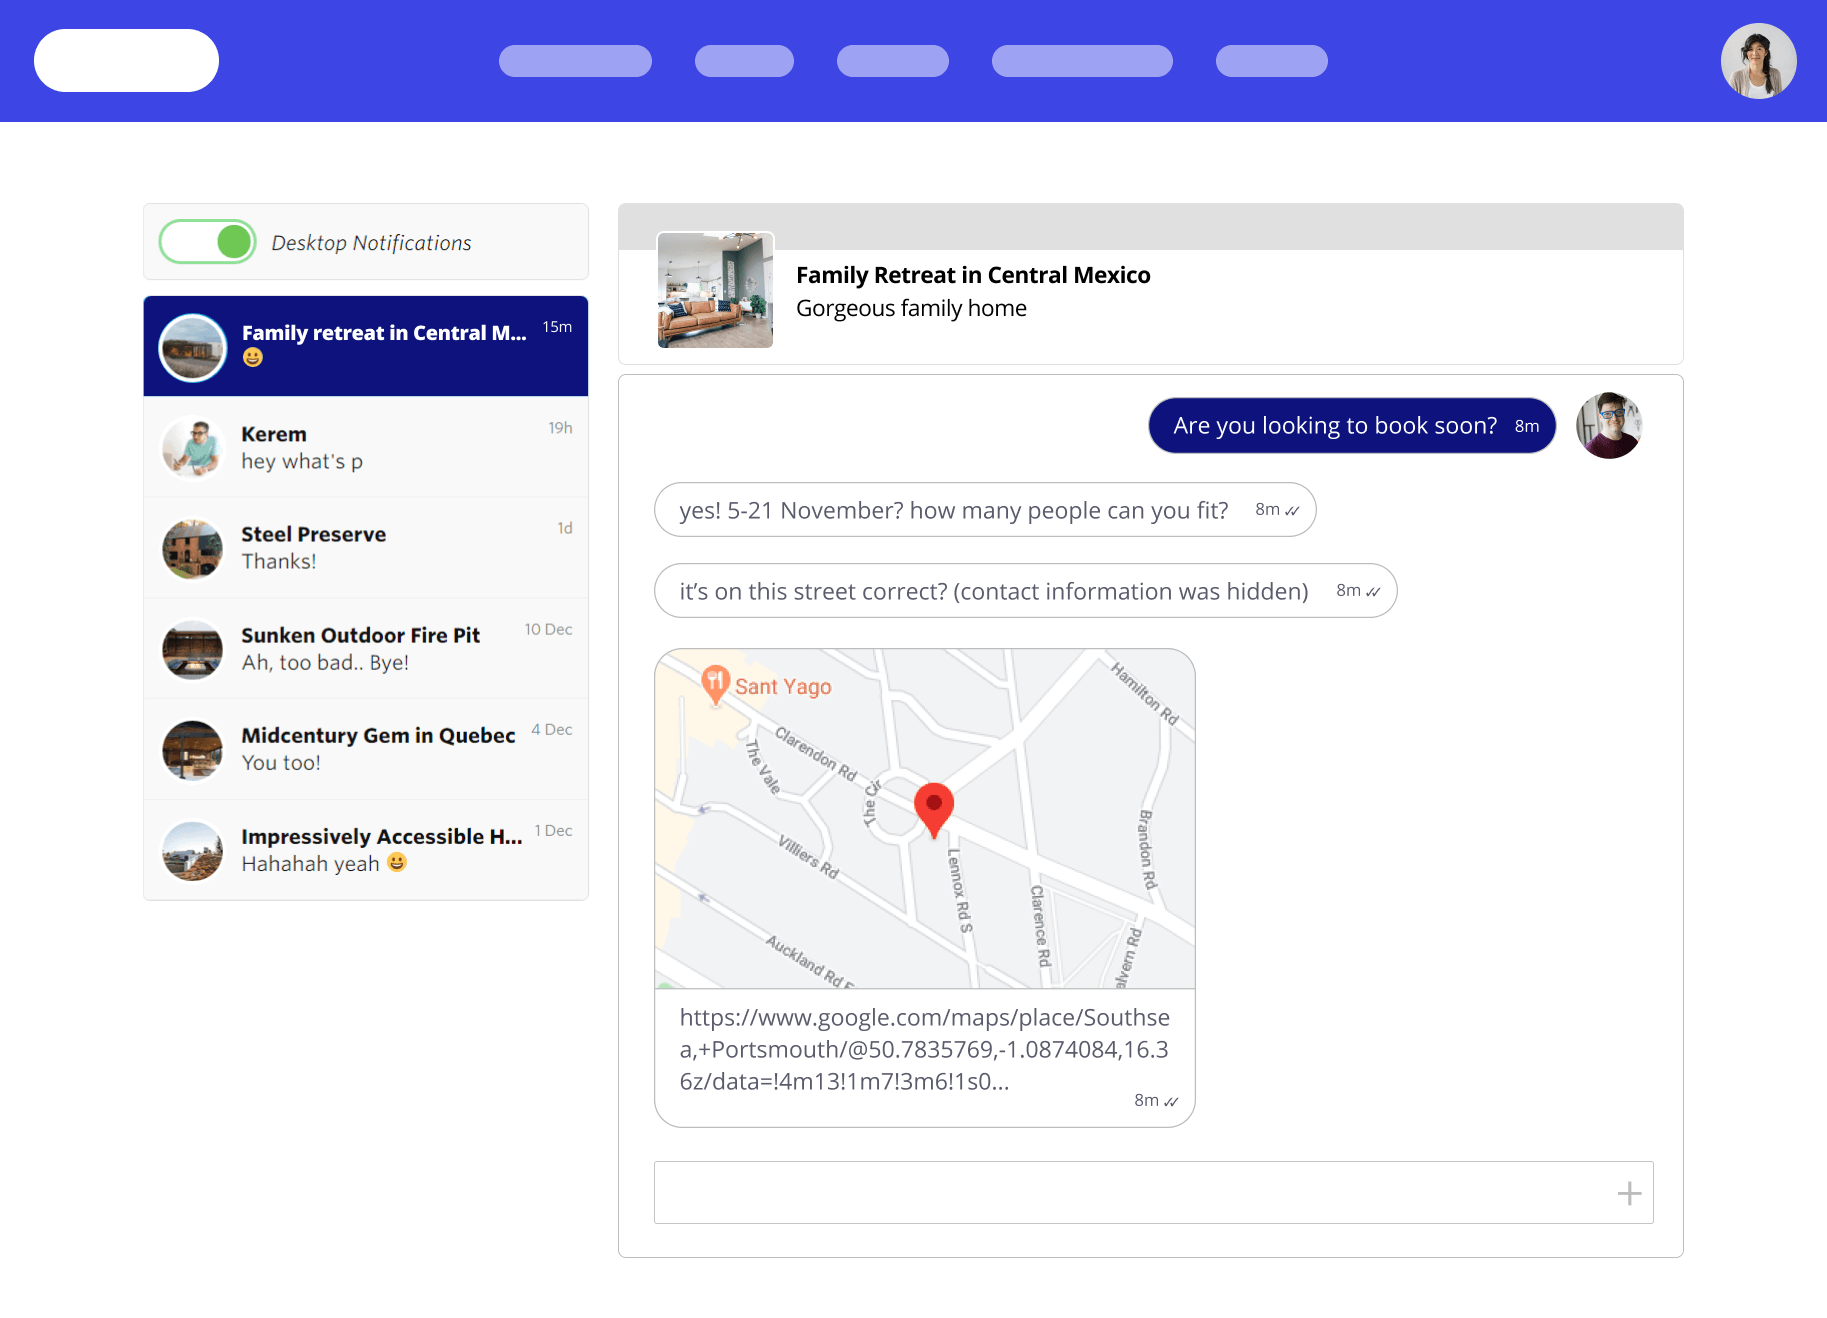 Desktop Notifications
Family retreat in Central M...
15m
😀
Kerem
19h
hey what's p
Steel Preserve
1d
Thanks!
Sunken Outdoor Fire Pit
10 Dec
Ah, too bad.. Bye!
Midcentury Gem in Quebec
4 Dec
You too!
Impressively Accessible H...
1 Dec
Hahahah yeah 😀
Family Retreat in Central Mexico
Gorgeous family home
Are you looking to book soon? 8m
yes! 5-21 November? how many people can you fit? 8m
it’s on this street correct? (contact information was hidden) 8m
Sant Yago
Hamilton Rd
Clarendon Rd
The Vale
The Cir
Brandon Rd
Villiers Rd
Lennox Rd S
Clarence Rd
alvern Rd
Auckland Rd E
https://www.google.com/maps/place/Southse
a,+Portsmouth/@50.7835769,-1.0874084,16.3
6z/data=!4m13!1m7!3m6!1s0...
8m